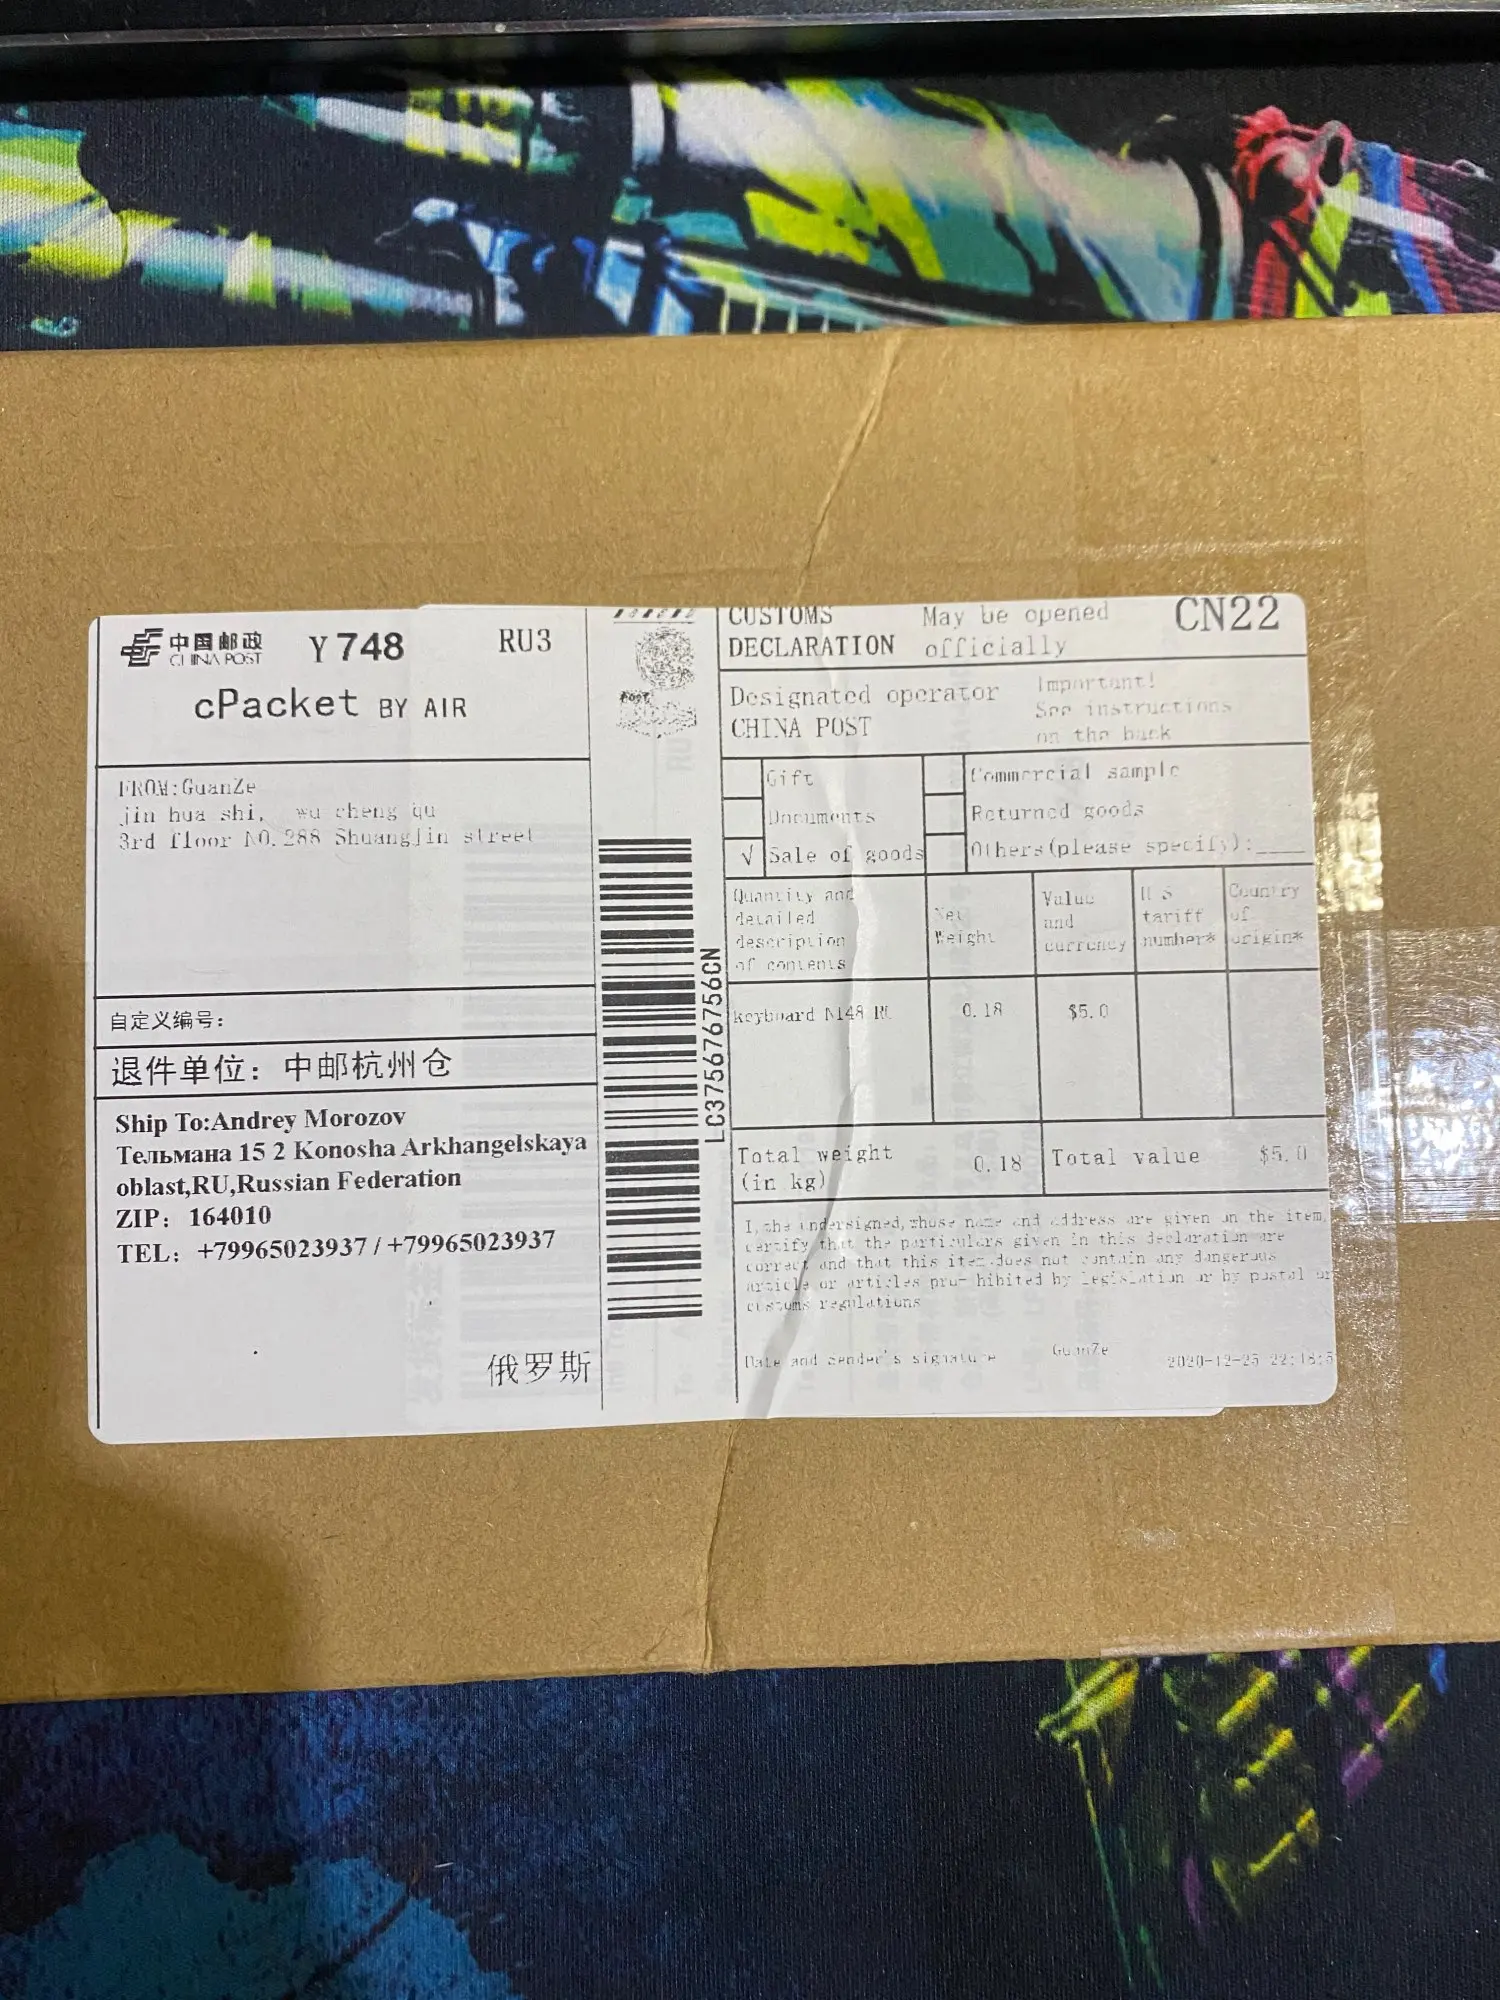 中国邮政
CHINA POST
Y 748
RU3
cPacket BY AIR
FROM:GuanZe
jin hua shi, wu cheng qu
3rd floor NO.288 ShuangJin street
自定义编号:
退件单位: 中邮杭州仓
Ship To:Andrey Morozov
Тельмана 15 2 Konosha Arkhangelskaya
oblast,RU,Russian Federation
ZIP: 164010
TEL: +79965023937 / +79965023937
俄罗斯
LC375676756CN
CUSTOMS
DECLARATION
May be opened
officially
CN22
Designated operator
CHINA POST
Important!
See instructions
on the back
Gift
Commercial sample
Documents
Returned goods
√ Sale of goods
Others(please specify):____
Quantity and
detailed
description
of contents
Net
Weight
Value
and
currency
H S
tariff
number*
Country
of
origin*
keyboard
0.18
$5.0
Total weight
(in kg)
0.18
Total value
$5.0
I,the undersigned,whose name and address are given on the item,
certify that the particulars given in this declaration are
correct and that this item does not contain any dangerous
article or articles pro- hibited by legislation or by postal or
customs regulations
Date and sender's signature
GuanZe
2020-12-25 22:18:5